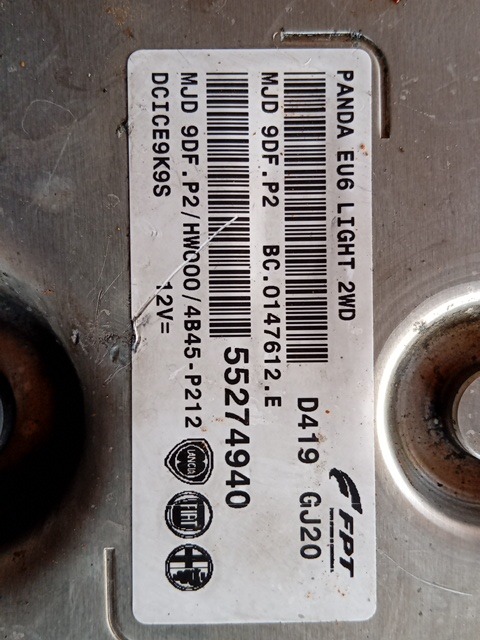 PANDA EU6 LIGHT 2WD
FPT
D419 GJ20
MJD 9DF.P2 BC.0147612.E
55274940
MJD 9DF.P2/HW000/4B45-P212
DCICE9K9S 12V=
LANCIA
FIAT